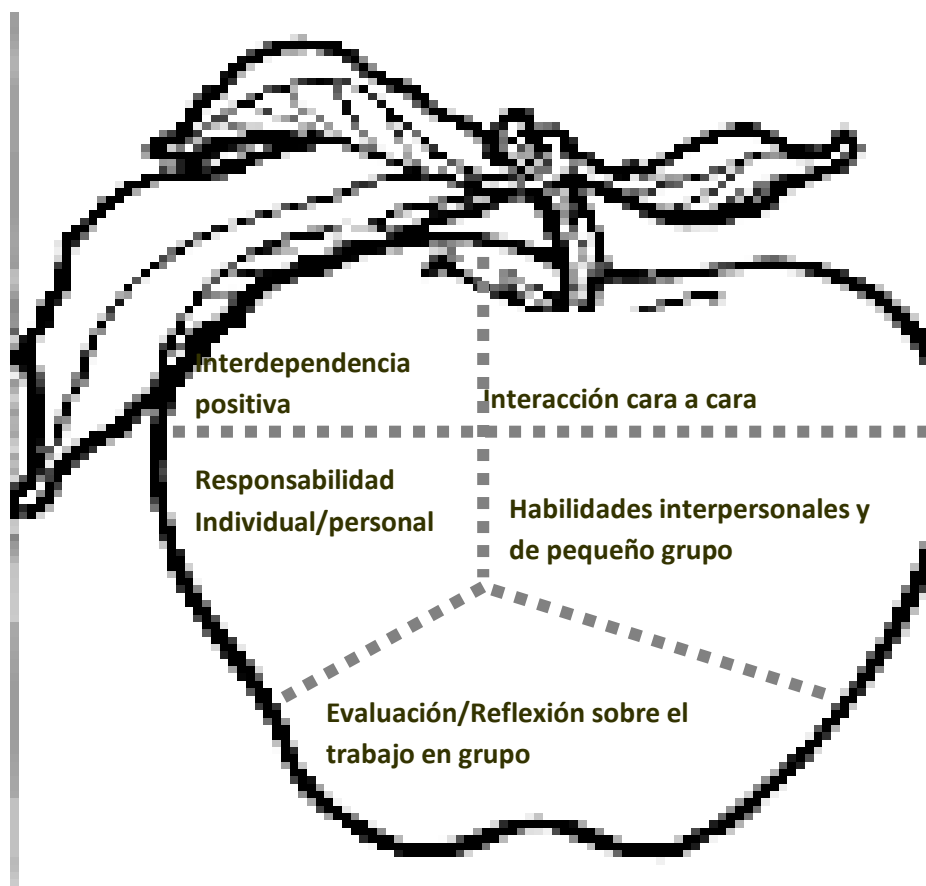 Interdependencia
positiva
Interacción cara a cara
Responsabilidad
Individual/personal
Habilidades interpersonales y
de pequeño grupo
Evaluación/Reflexión sobre el
trabajo en grupo